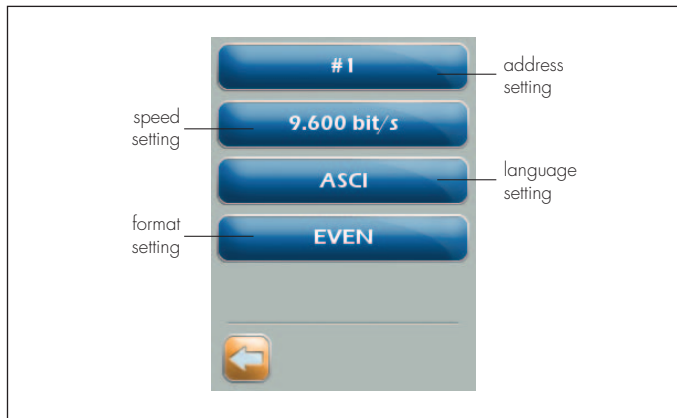 #1
address
setting
speed
setting
9.600 bit/s
ASCI
language
setting
format
setting
EVEN